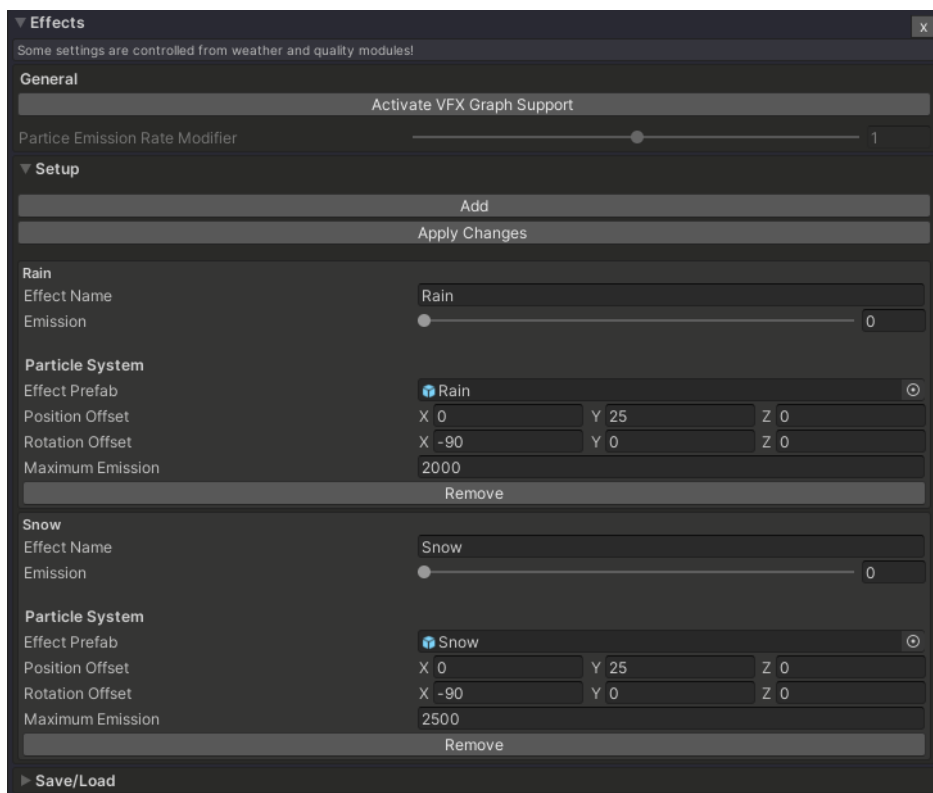 Effects
x
Some settings are controlled from weather and quality modules!
General
Activate VFX Graph Support
Partice Emission Rate Modifier 1
Setup
Add
Apply Changes
Rain
Effect Name Rain
Emission 0
Particle System
Effect Prefab Rain
Position Offset X 0 Y 25 Z 0
Rotation Offset X -90 Y 0 Z 0
Maximum Emission 2000
Remove
Snow
Effect Name Snow
Emission 0
Particle System
Effect Prefab Snow
Position Offset X 0 Y 25 Z 0
Rotation Offset X -90 Y 0 Z 0
Maximum Emission 2500
Remove
Save/Load